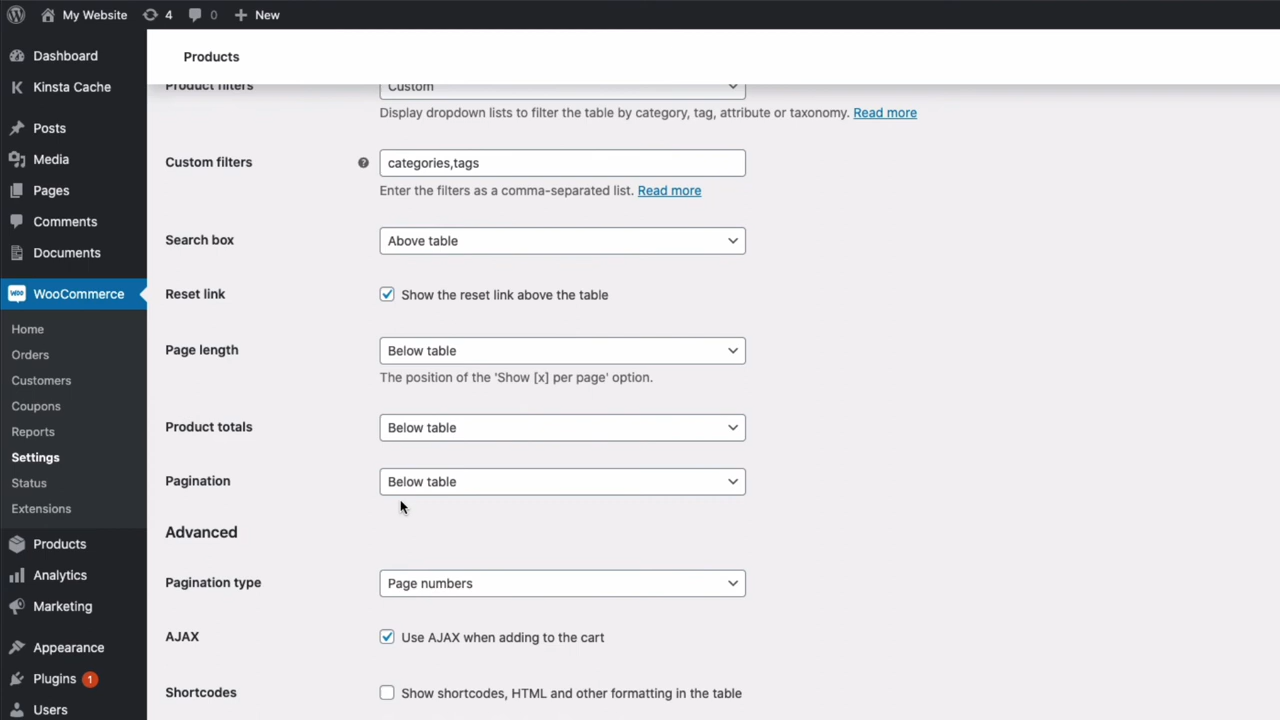 My Website 4 0 New
Dashboard
Kinsta Cache
Posts
Media
Pages
Comments
Documents
WooCommerce
Home
Orders
Customers
Coupons
Reports
Settings
Status
Extensions
Products
Analytics
Marketing
Appearance
Plugins 1
Users
Products
Product filters Custom
Display dropdown lists to filter the table by category, tag, attribute or taxonomy. Read more
Custom filters categories,tags
Enter the filters as a comma-separated list. Read more
Search box Above table
Reset link Show the reset link above the table
Page length Below table
The position of the 'Show [x] per page' option.
Product totals Below table
Pagination Below table
Advanced
Pagination type Page numbers
AJAX Use AJAX when adding to the cart
Shortcodes Show shortcodes, HTML and other formatting in the table